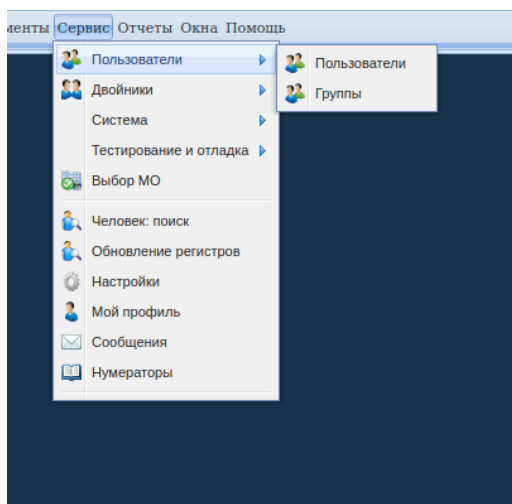 Сервис Отчеты Окна Помощь
Пользователи
Пользователи
Двойники
Группы
Система
Тестирование и отладка
Выбор МО
Человек: поиск
Обновление регистров
Настройки
Мой профиль
Сообщения
Нумераторы